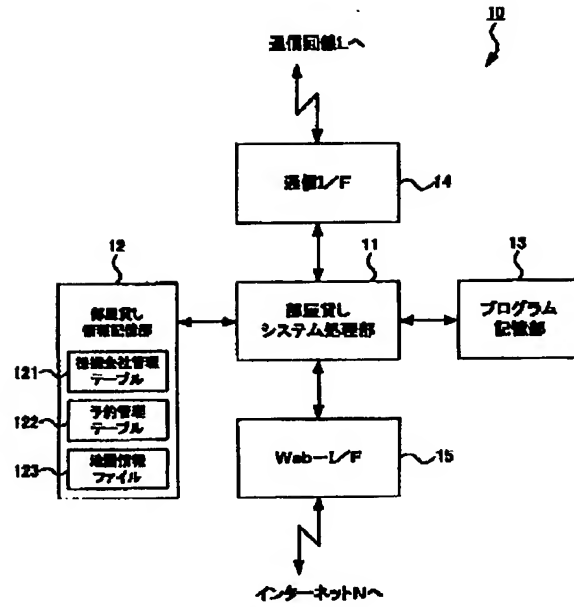 10
通信回線Lへ
通信I/F
14
12
11
13
部屋貸し
情報記憶部
部屋貸し
システム処理部
プログラム
記憶部
121
管理
テーブル
122
予約管理
テーブル
123
地図情報
ファイル
Web-I/F
15
インターネットNへ